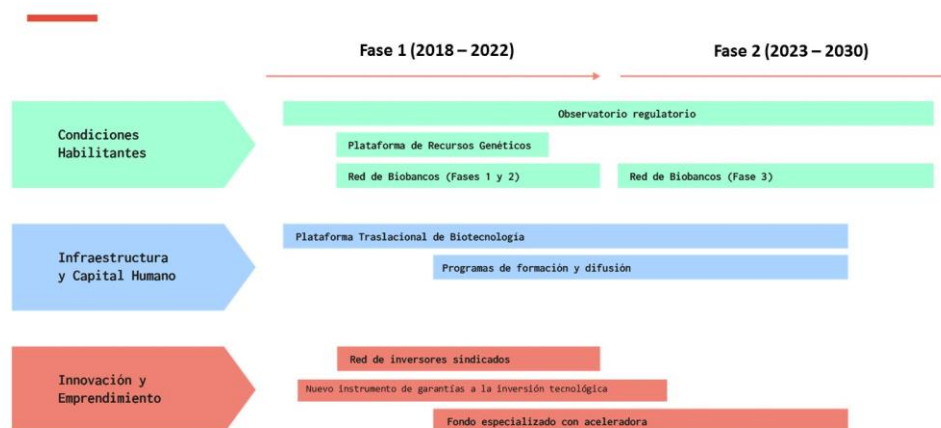 Fase 1 (2018 – 2022)
Fase 2 (2023 – 2030)
Condiciones
Habilitantes
Observatorio regulatorio
Plataforma de Recursos Genéticos
Red de Biobancos (Fases 1 y 2)
Red de Biobancos (Fase 3)
Infraestructura
y Capital Humano
Plataforma Traslacional de Biotecnología
Programas de formación y difusión
Innovación y
Emprendimiento
Red de inversores sindicados
Nuevo instrumento de garantías a la inversión tecnológica
Fondo especializado con aceleradora